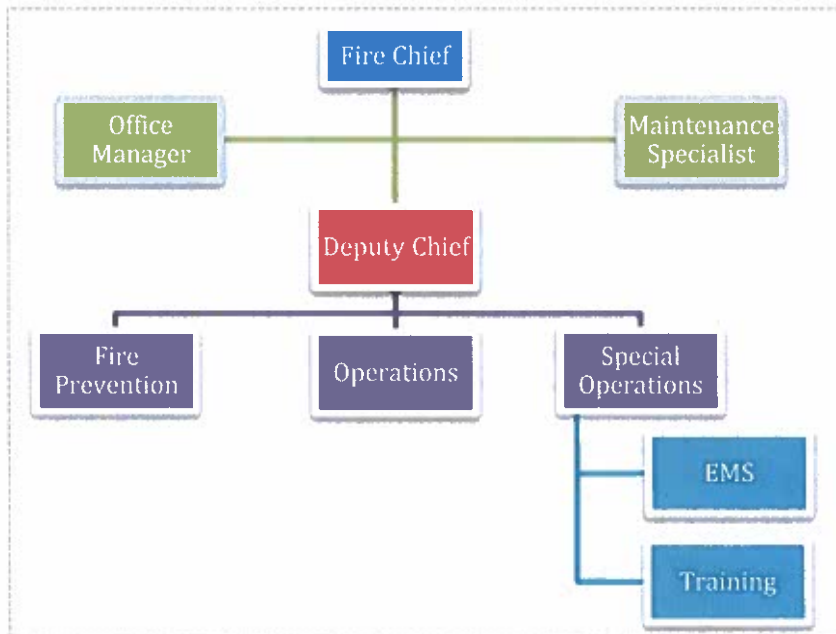 Fire Chief
Office
Manager
Maintenance
Specialist
Deputy Chief
Fire
Prevention
Operations
Special
Operations
EMS
Training